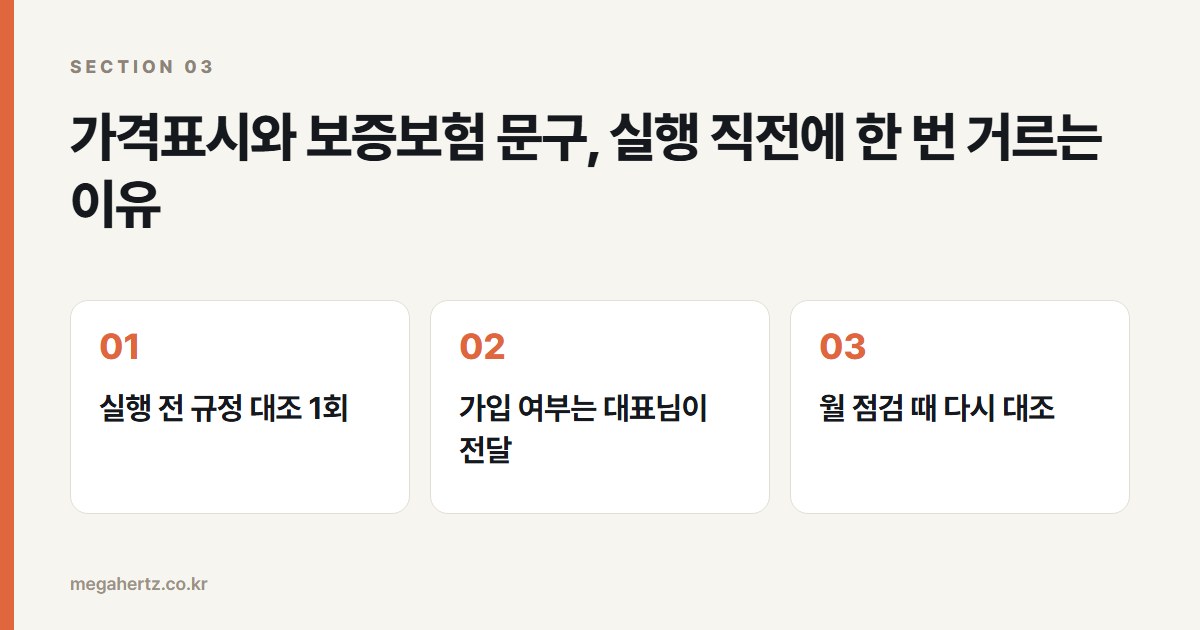 SECTION 03
가격표시와 보증보험 문구, 실행 직전에 한 번 거르는
이유
01
실행 전 규정 대조 1회
02
가입 여부는 대표님이
전달
03
월 점검 때 다시 대조
megahertz.co.kr